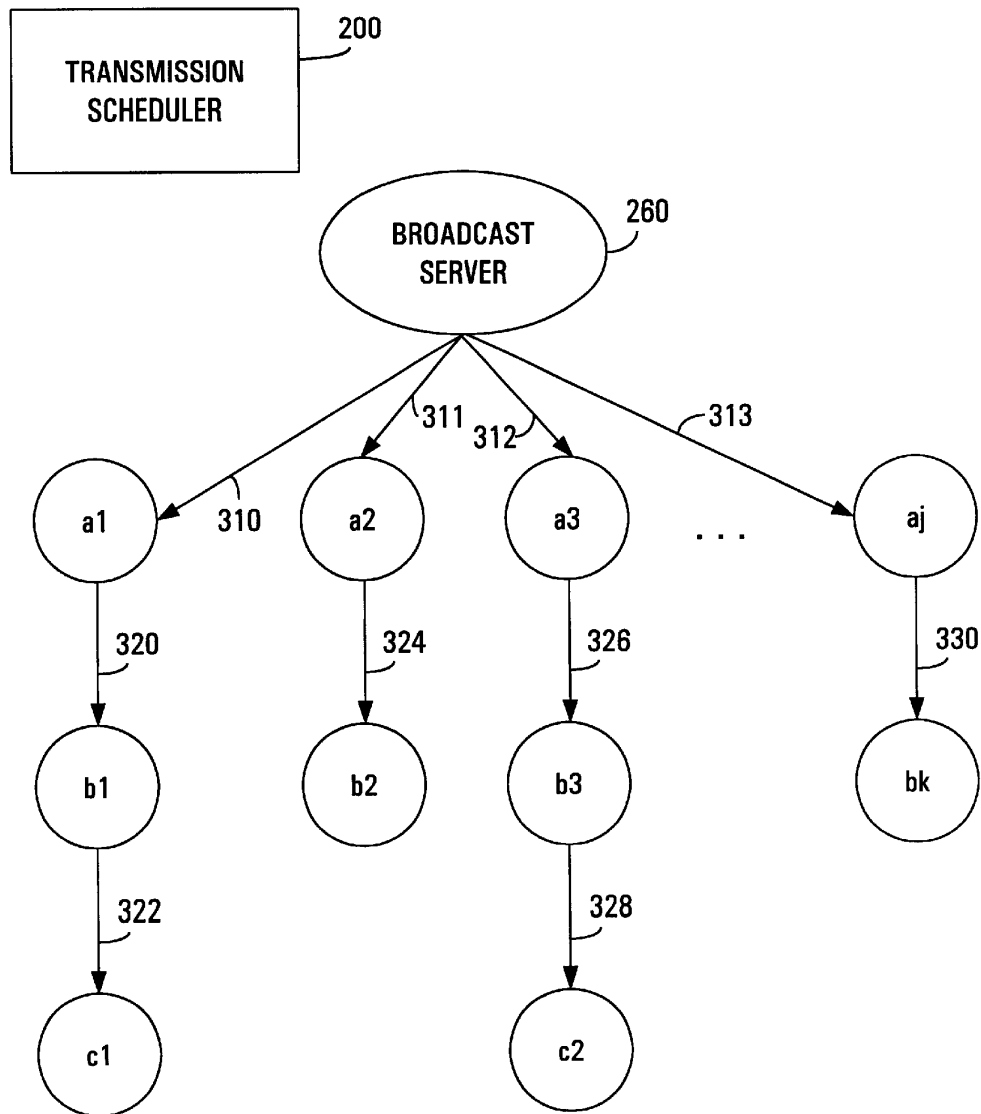 200
TRANSMISSION
SCHEDULER
260
BROADCAST
SERVER
311
312
313
310
a1
a2
a3
. . .
aj
320
324
326
330
b1
b2
b3
bk
322
328
c1
c2